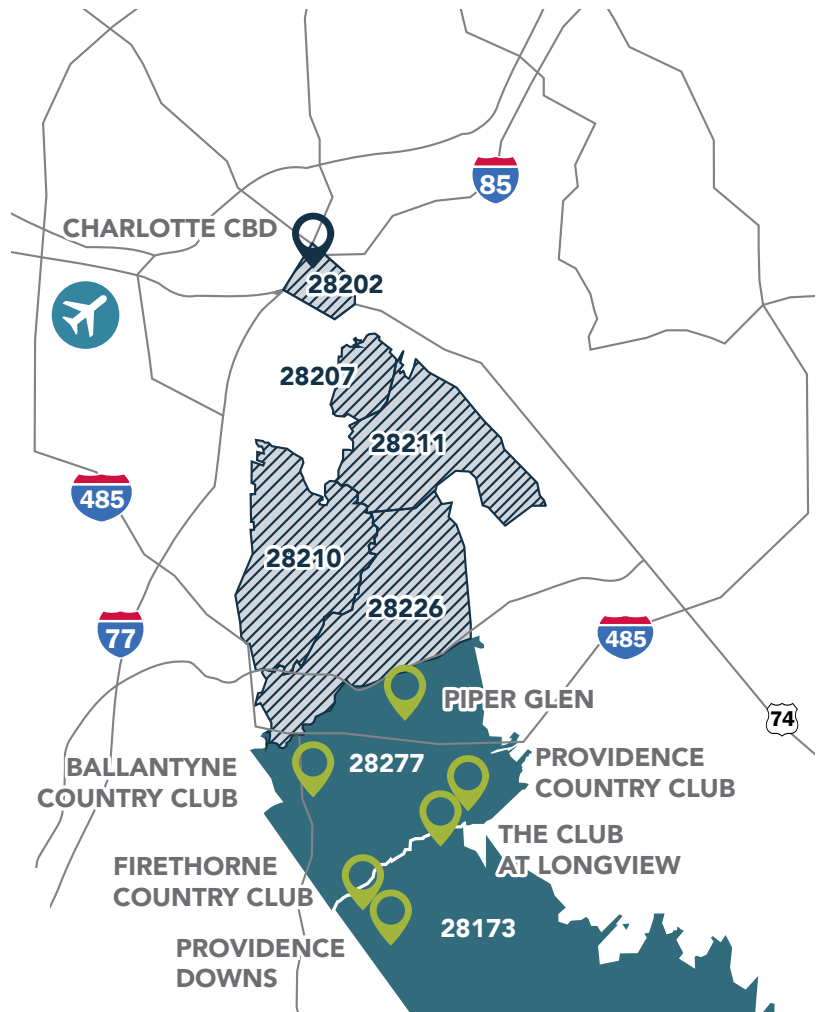 85
CHARLOTTE CBD
28202
28207
28211
485
28210
28226
77
485
PIPER GLEN
74
BALLANTYNE
COUNTRY CLUB
28277
PROVIDENCE
COUNTRY CLUB
THE CLUB
AT LONGVIEW
FIRETHORNE
COUNTRY CLUB
28173
PROVIDENCE
DOWNS